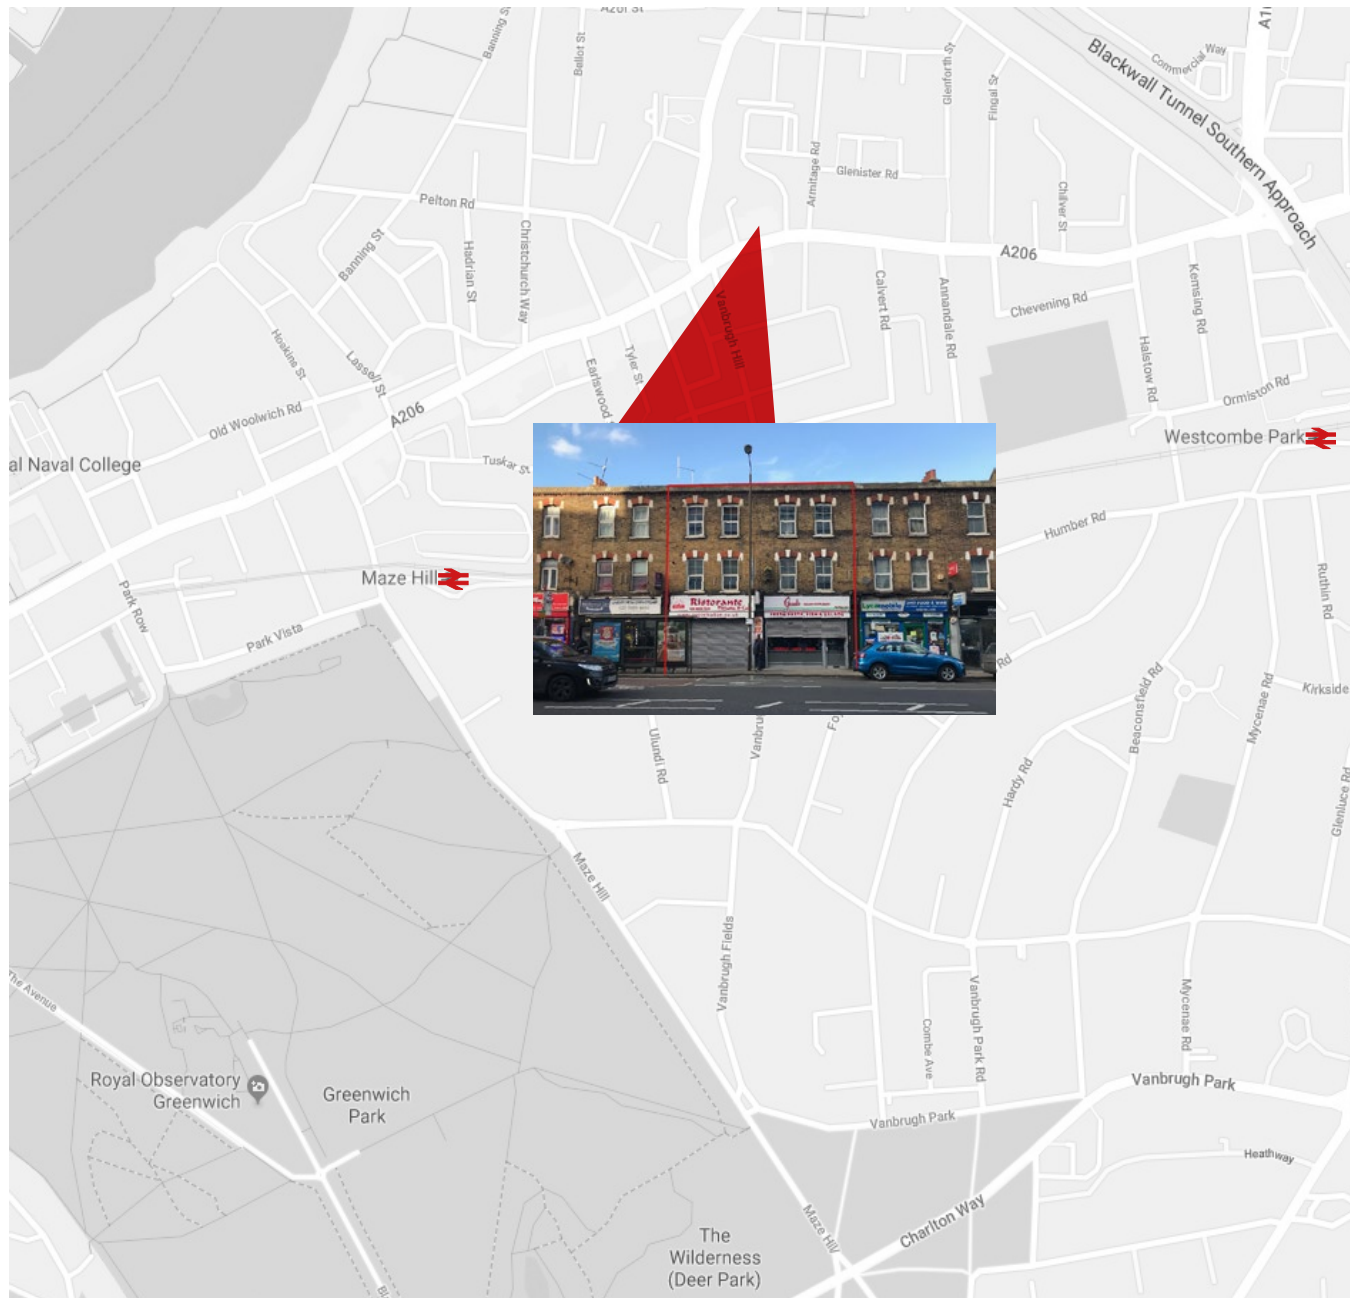 A201 St
Banning St
Ballot St
Glenforth St
Fingal St
Commercial Way
Blackwall Tunnel Southern Approach
Armitage Rd
Glenister Rd
Chilver St
Pelton Rd
Banning St
Hadrian St
Christchurch Way
A206
Calvert Rd
Annandale Rd
Chevening Rd
Kemsing Rd
Halstow Rd
Ormiston Rd
Vanbrugh Hill
Tyler St
Earlswood
Hoskins St
Lassell St
Old Woolwich Rd
A206
al Naval College
Tuskar St
Westcombe Park
Humber Rd
Maze Hill
Park Row
Park Vista
Ristorante
Ruthin Rd
Rd
Kirkside
Beaconsfield Rd
Mycenae Rd
Ulundi Rd
Vanbru
Fo
Hardy Rd
Glenluce Rd
Maze Hill
Vanbrugh Fields
The Avenue
Combe Ave
Vanbrugh Park Rd
Mycenae Rd
Royal Observatory
Greenwich
Greenwich
Park
Vanbrugh Park
Vanbrugh Park
Heathway
Maze Hill
Charlton Way
The
Wilderness
(Deer Park)